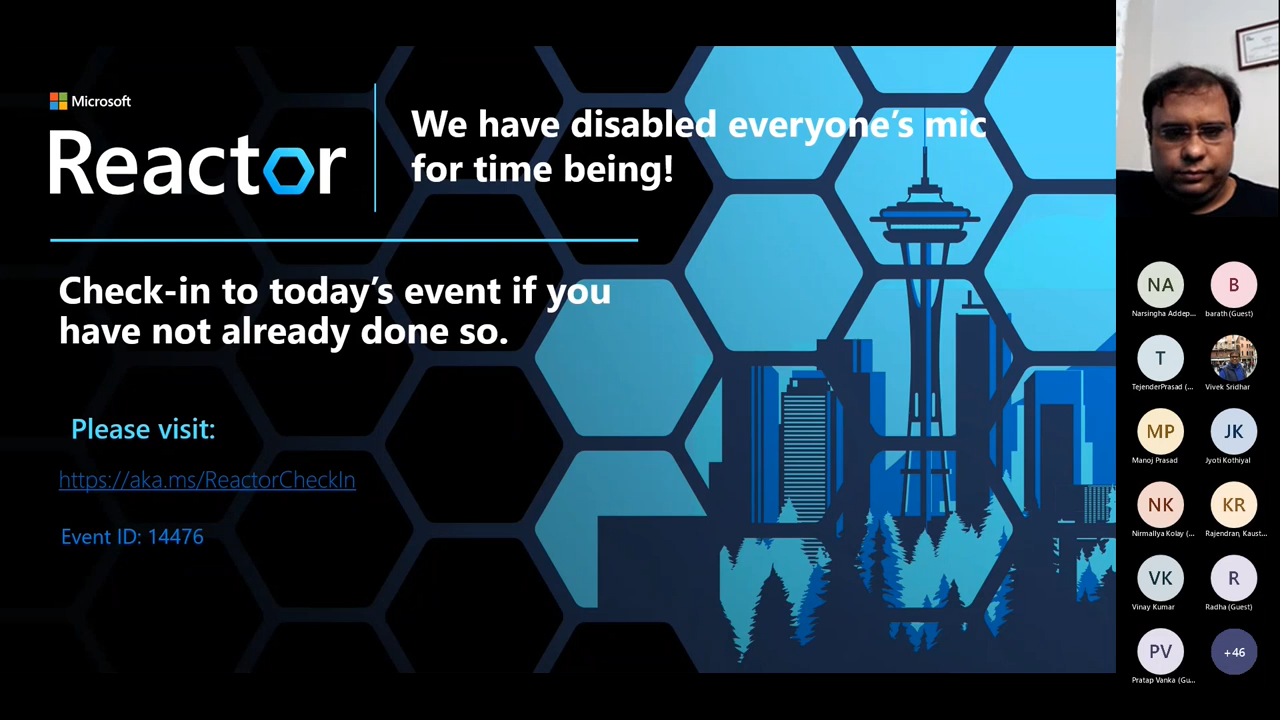 Microsoft
Reactor
We have disabled everyone's mic
for time being!
Check-in to today's event if you
have not already done so.
Please visit:
https://aka.ms/ReactorCheckIn
Event ID: 14476
NA
B
Narsingha Addep...
barath (Guest)
T
TejenderPrasad (...
Vivek Sridhar
MP
JK
Manoj Prasad
Jyoti Kothiyal
NK
KR
Nirmallya Kolay (...
Rajendran, Kaust...
VK
R
Vinay Kumar
Radha (Guest)
PV
+46
Pratap Vanka (Gu...